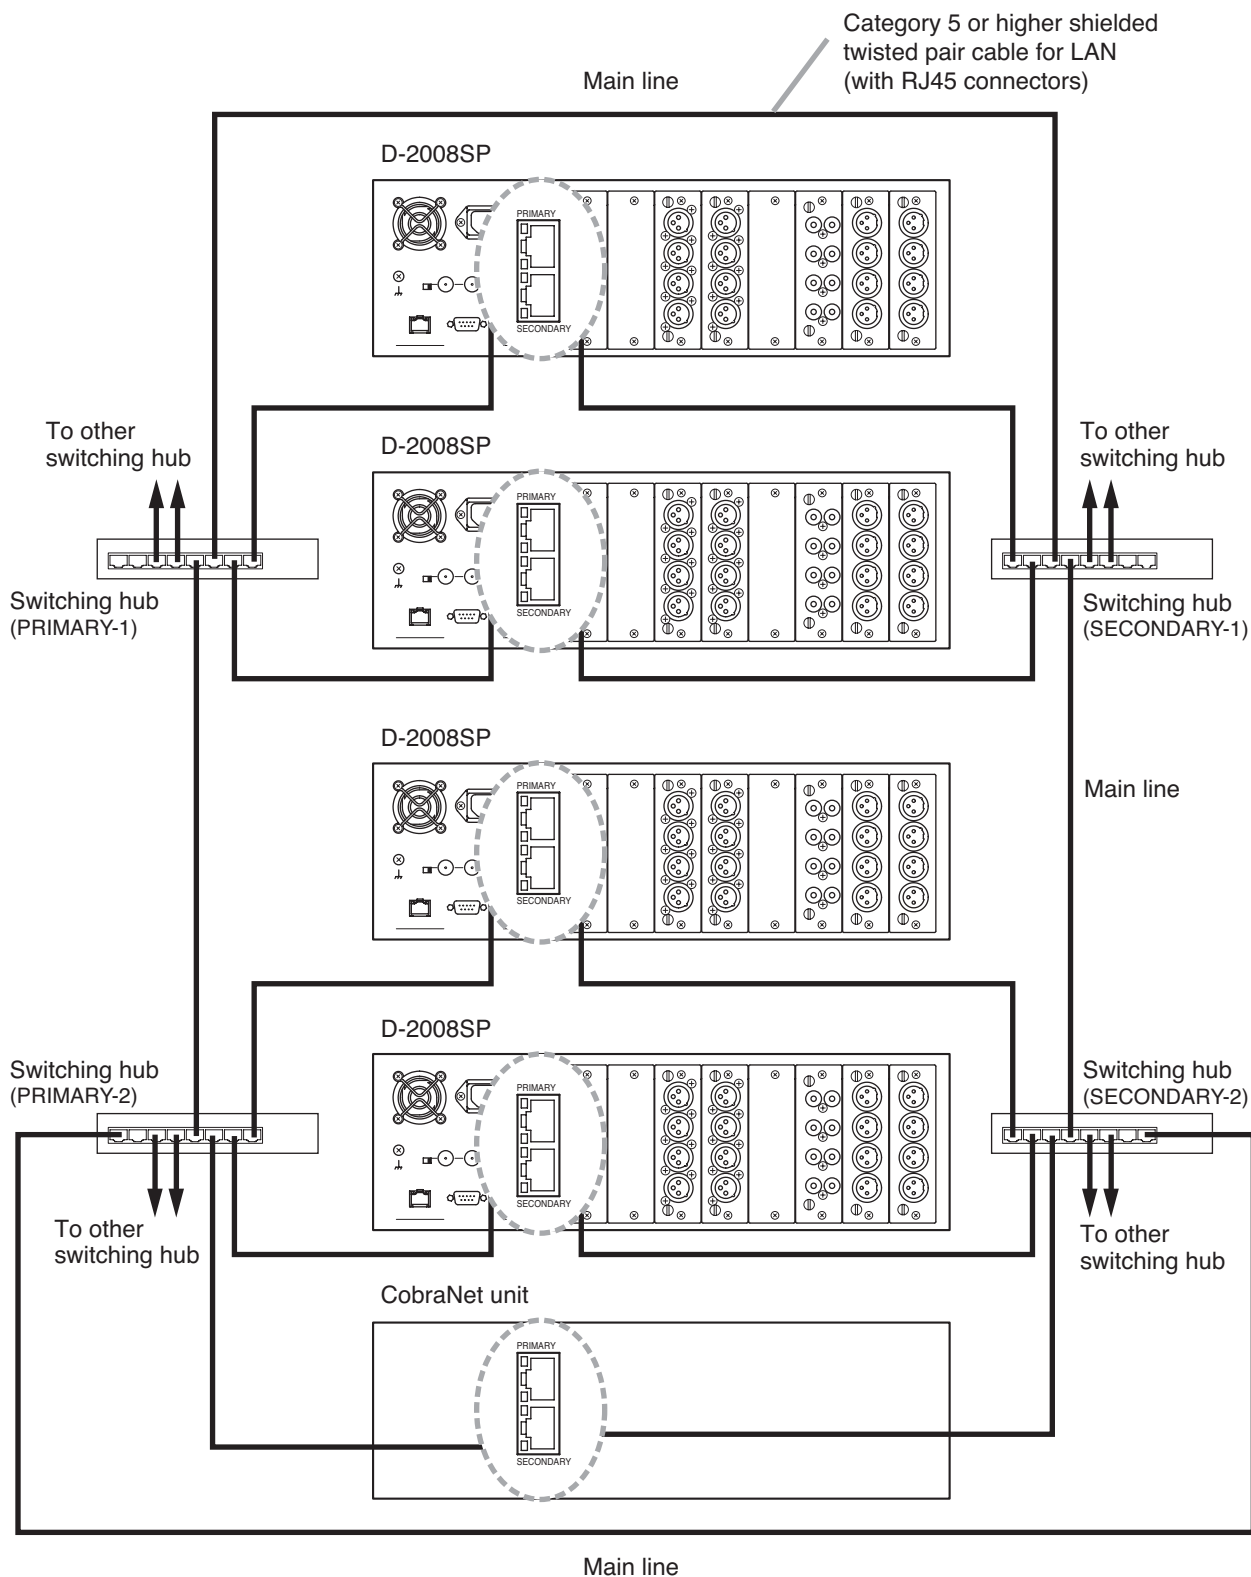 Category 5 or higher shielded
twisted pair cable for LAN
(with RJ45 connectors)
Main line
D-2008SP
PRIMARY
SECONDARY
To other
switching hub
D-2008SP
To other
switching hub
PRIMARY
SECONDARY
Switching hub
(PRIMARY-1)
Switching hub
(SECONDARY-1)
D-2008SP
PRIMARY
SECONDARY
Main line
D-2008SP
Switching hub
(PRIMARY-2)
Switching hub
(SECONDARY-2)
PRIMARY
SECONDARY
To other
switching hub
To other
switching hub
CobraNet unit
PRIMARY
SECONDARY
Main line